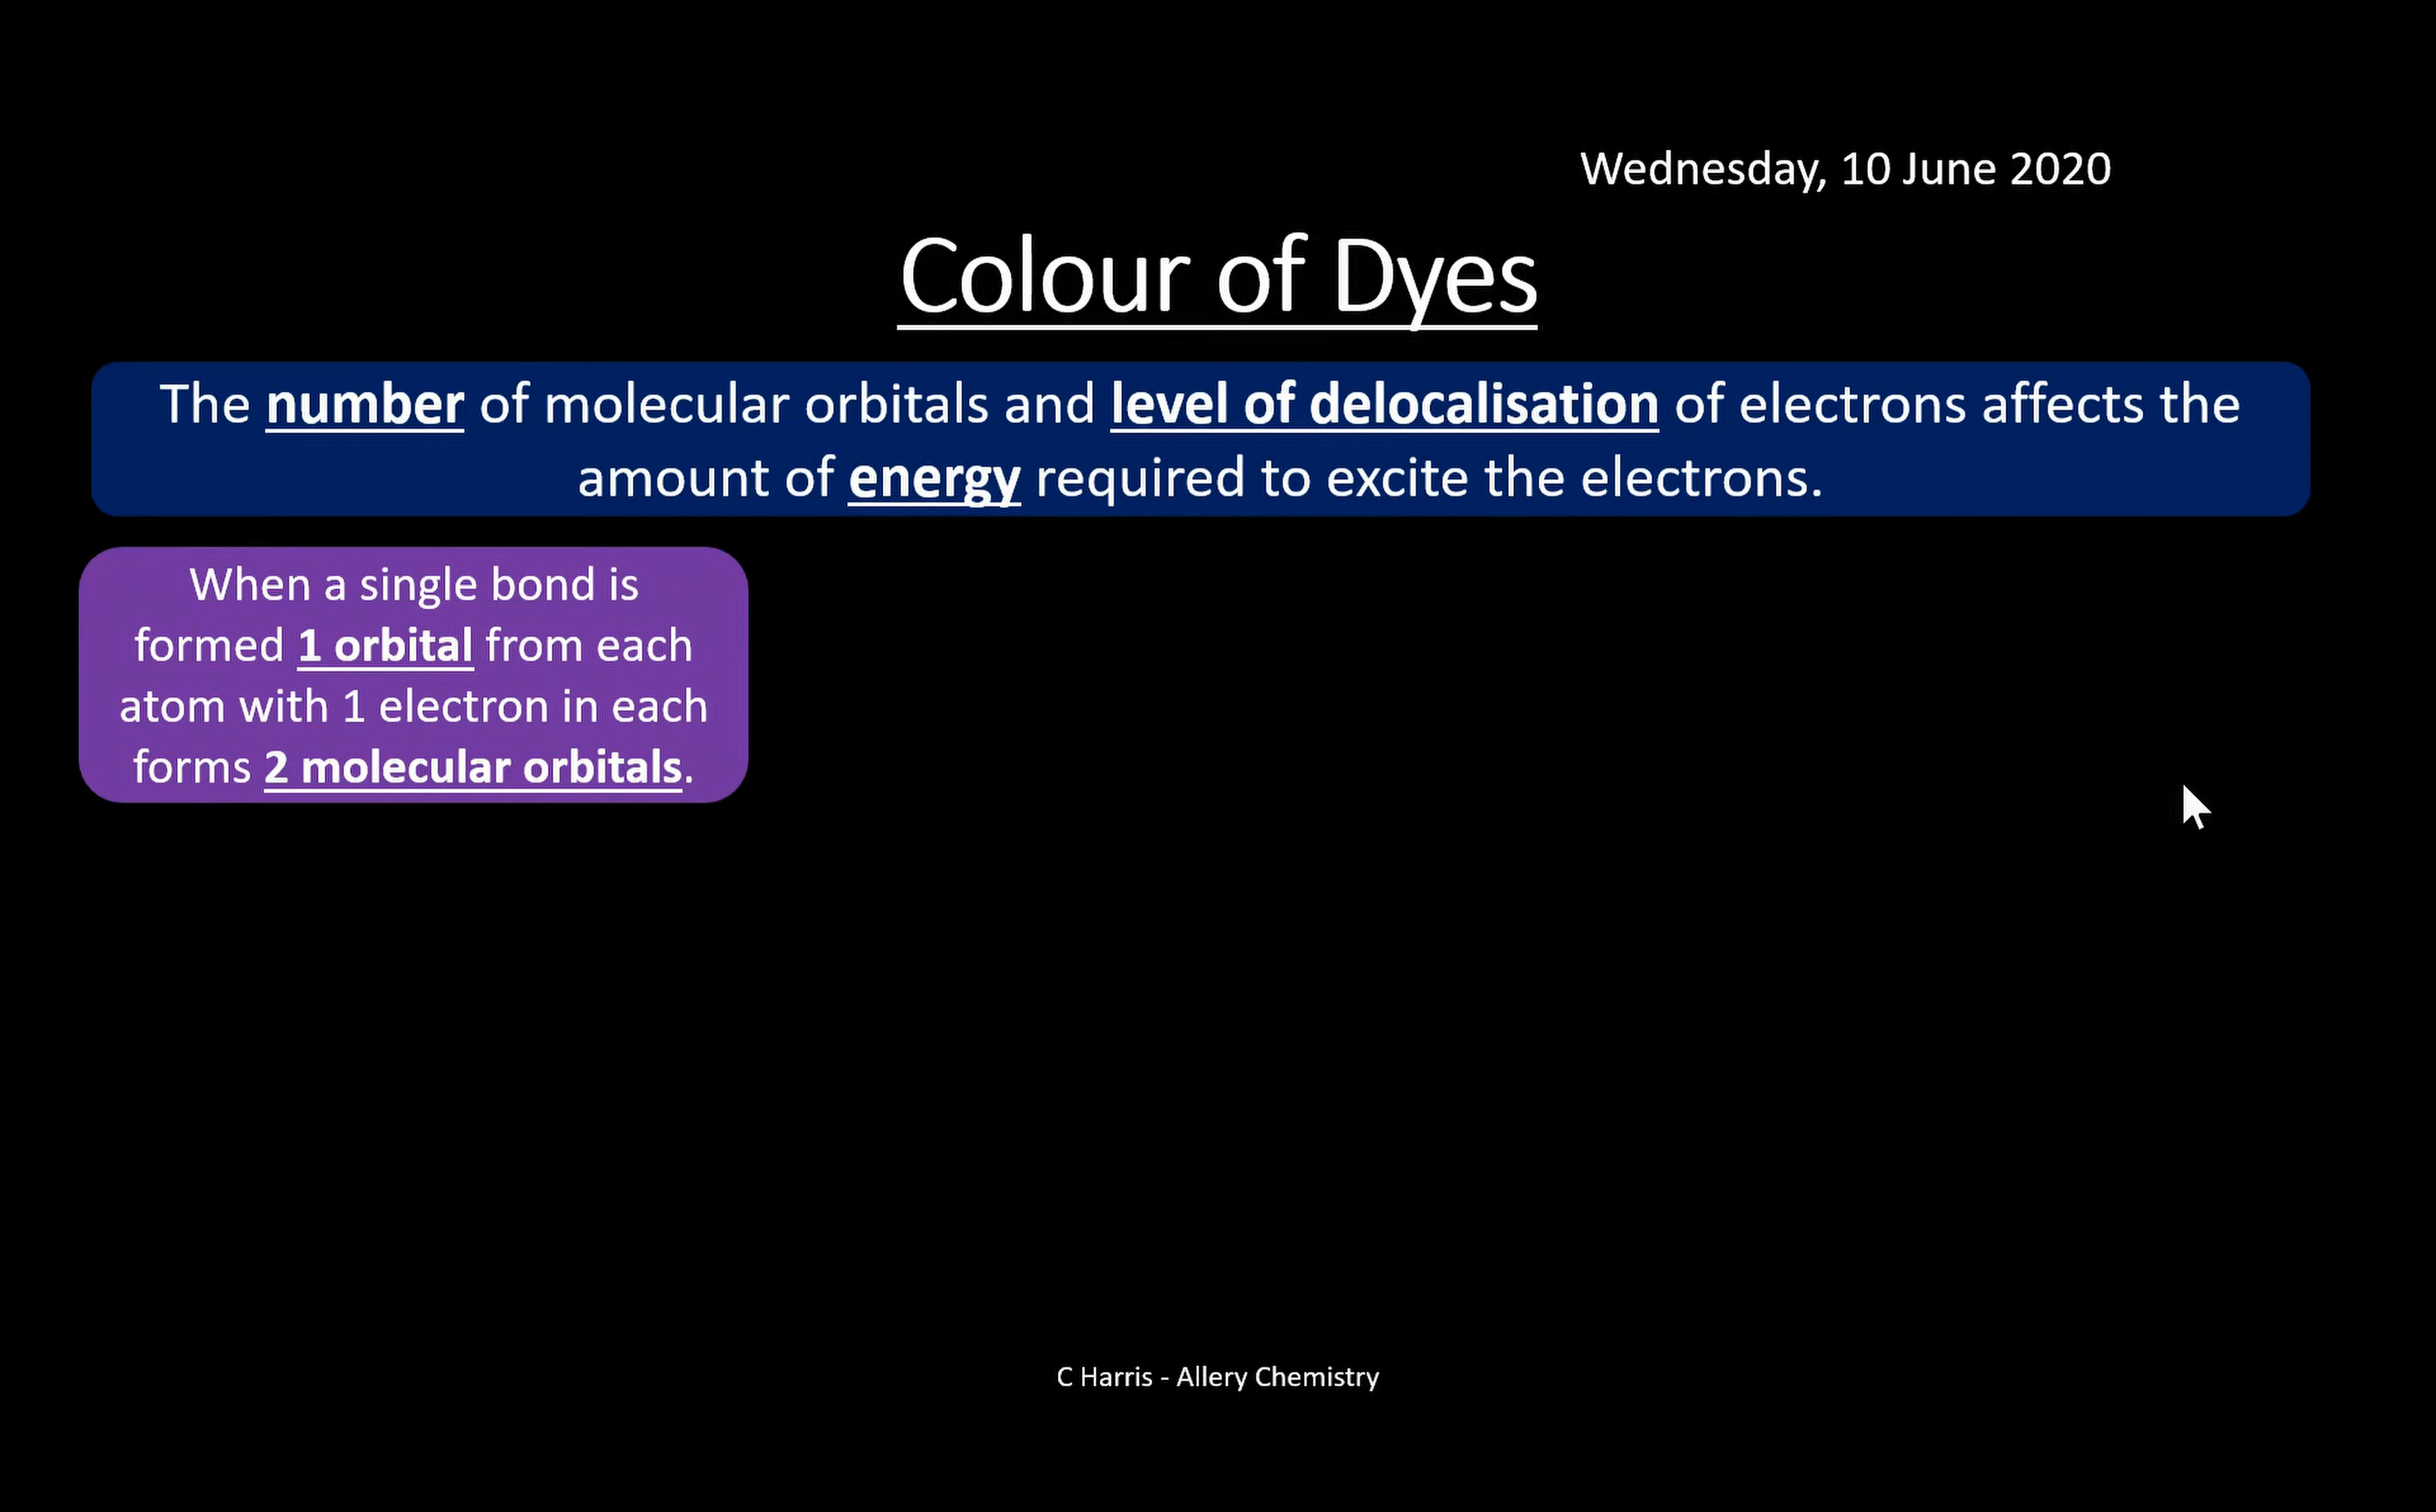 Wednesday, 10 June 2020
Colour of Dyes
The number of molecular orbitals and level of delocalisation of electrons affects the
amount of energy required to excite the electrons.
When a single bond is
formed 1 orbital from each
atom with 1 electron in each
forms 2 molecular orbitals.
C Harris - Allery Chemistry